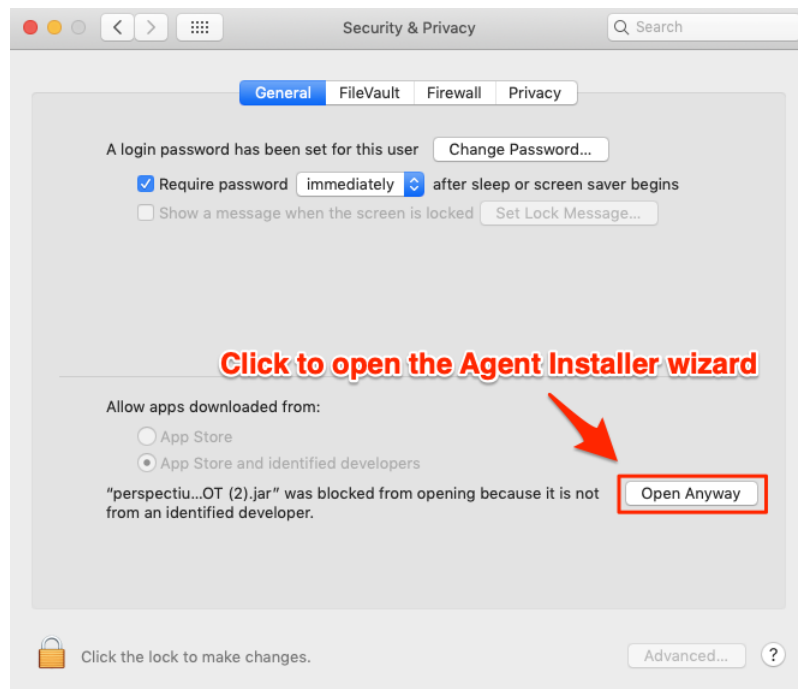 Security & Privacy
Search
General FileVault Firewall Privacy
A login password has been set for this user Change Password...
Require password immediately after sleep or screen saver begins
Show a message when the screen is locked Set Lock Message...
Click to open the Agent Installer wizard
Allow apps downloaded from:
App Store
App Store and identified developers
“perspectiu...OT (2).jar” was blocked from opening because it is not Open Anyway
from an identified developer.
Click the lock to make changes. Advanced... ?